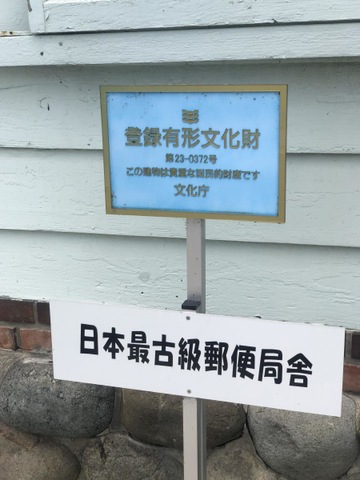 登録有形文化財
第23-0372号
この建物は貴重な国民的財産です
文化庁
日本最古級郵便局舎